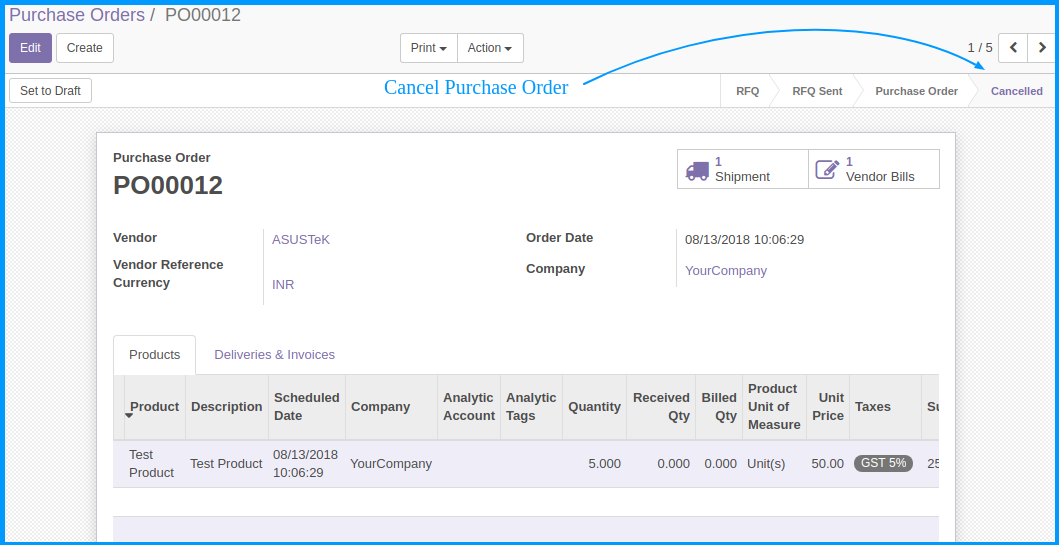 Purchase Orders / PO00012
Edit Create Print Action 1 / 5
Set to Draft Cancel Purchase Order RFQ RFQ Sent Purchase Order Cancelled
Purchase Order
PO00012
1 Shipment
1 Vendor Bills
Vendor ASUSTeK Order Date 08/13/2018 10:06:29
Vendor Reference Company YourCompany
Currency INR
Products Deliveries & Invoices
Product Description Scheduled Date Company Analytic Account Analytic Tags Quantity Received Qty Billed Qty Product Unit of Measure Unit Price Taxes
Test Product Test Product 08/13/2018 10:06:29 YourCompany 5.000 0.000 0.000 Unit(s) 50.00 GST 5%